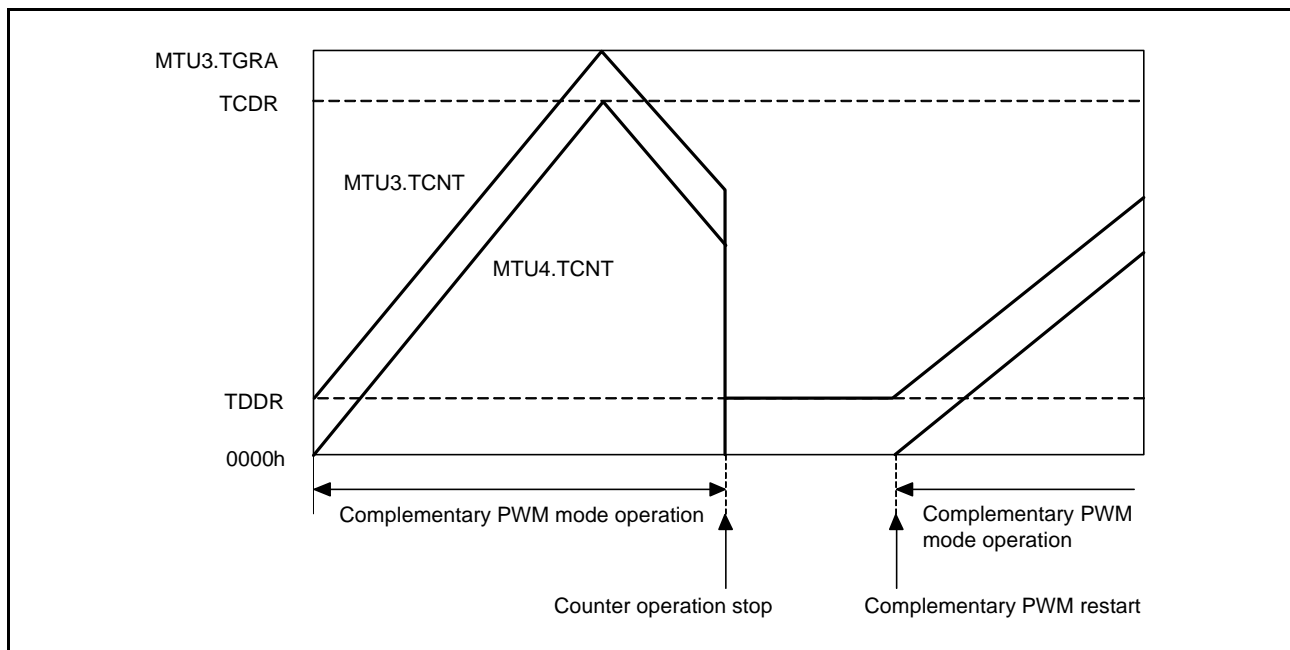 MTU3.TGRA
TCDR
MTU3.TCNT
MTU4.TCNT
TDDR
0000h
Complementary PWM mode operation
Complementary PWM
mode operation
Counter operation stop
Complementary PWM restart